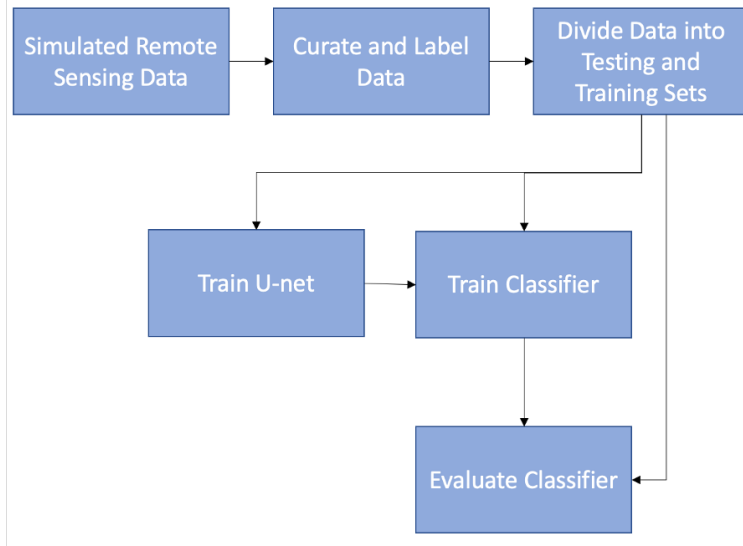 Simulated Remote
Sensing Data
Curate and Label
Data
Divide Data into
Testing and
Training Sets
Train U-net
Train Classifier
Evaluate Classifier